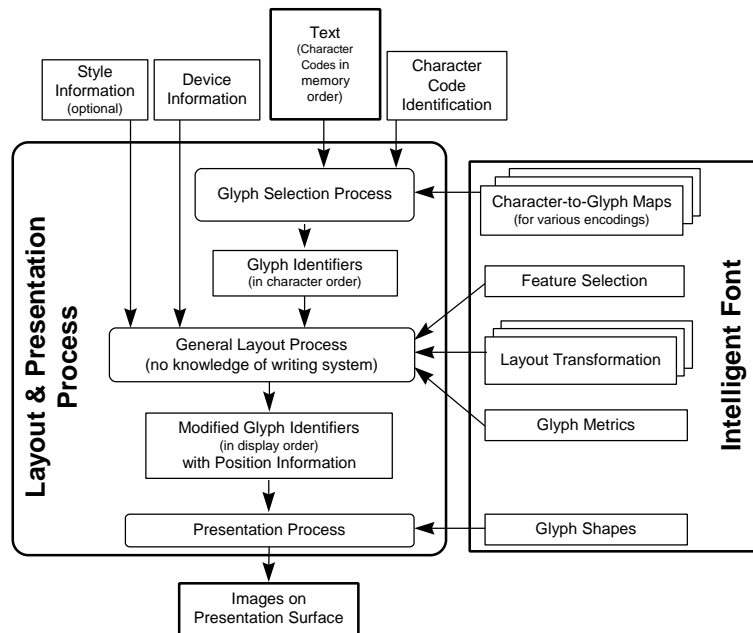 Text
(Character
Codes in
memory
order)
Style
Information
(optional)
Device
Information
Character
Code
Identification
Layout & Presentation
Process
Glyph Selection Process
Glyph Identifiers
(in character order)
General Layout Process
(no knowledge of writing system)
Modified Glyph Identifiers
(in display order)
with Position Information
Presentation Process
Images on
Presentation Surface
Character-to-Glyph Maps
(for various encodings)
Feature Selection
Layout Transformation
Glyph Metrics
Glyph Shapes
Intelligent Font